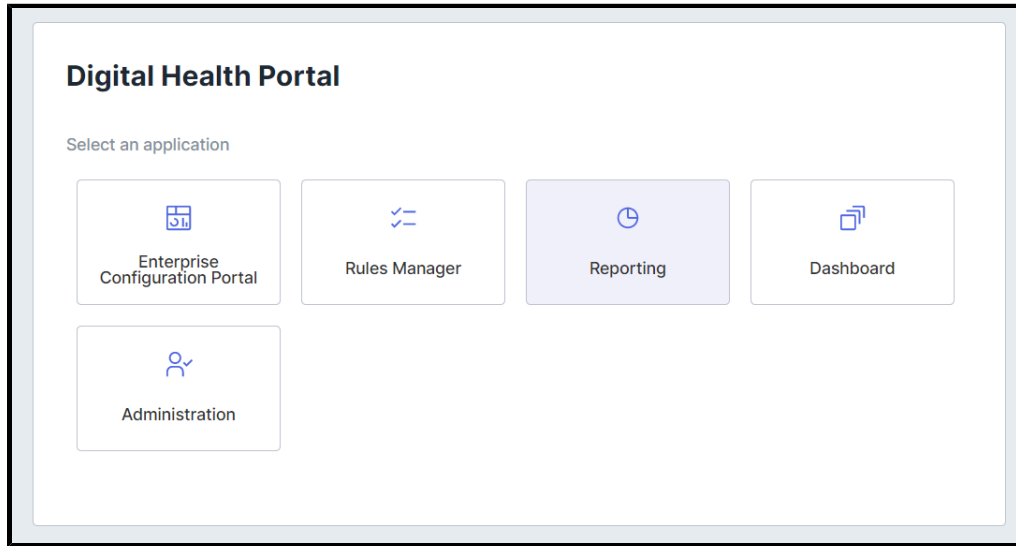 Digital Health Portal
Select an application
Enterprise
Configuration Portal
Rules Manager
Reporting
Dashboard
Administration